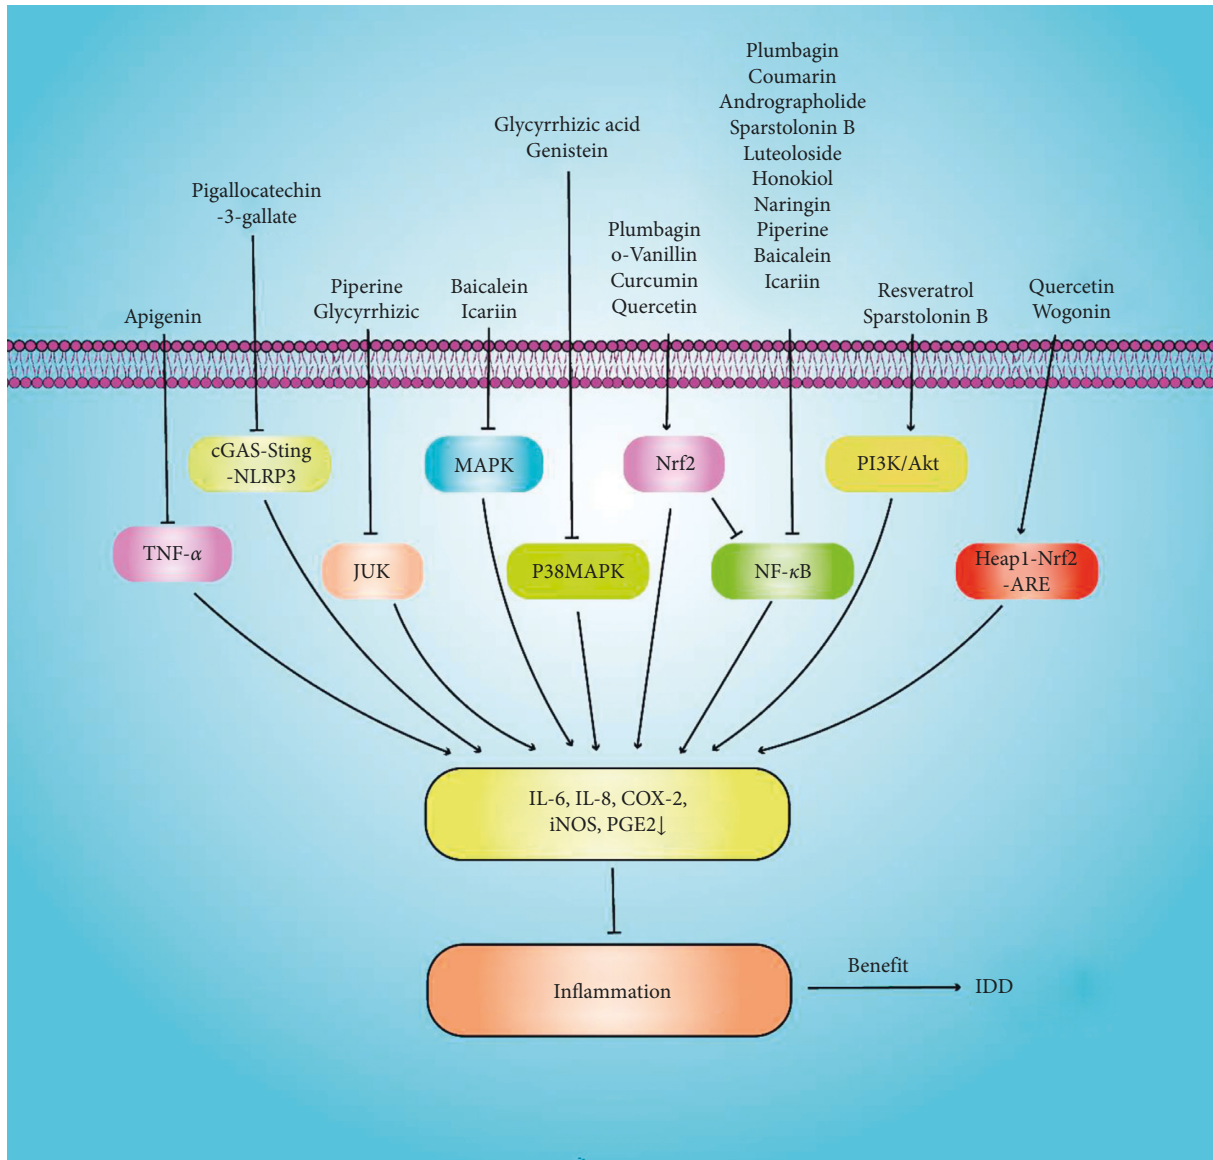 Plumbagin
Coumarin
Andrographolide
Sparstolonin B
Luteoloside
Honokiol
Naringin
Piperine
Baicalein
Icariin
Glycyrrhizic acid
Genistein
Pigallocatechin
-3-gallate
Plumbagin
o-Vanillin
Curcumin
Quercetin
Apigenin
Piperine
Glycyrrhizic
Baicalein
Icariin
Resveratrol
Sparstolonin B
Quercetin
Wogonin
cGAS-Sting
-NLRP3
MAPK
Nrf2
PI3K/Akt
TNF-α
JUK
P38MAPK
NF-κB
Heap1-Nrf2
-ARE
IL-6, IL-8, COX-2,
iNOS, PGE2↓
Inflammation
Benefit
IDD